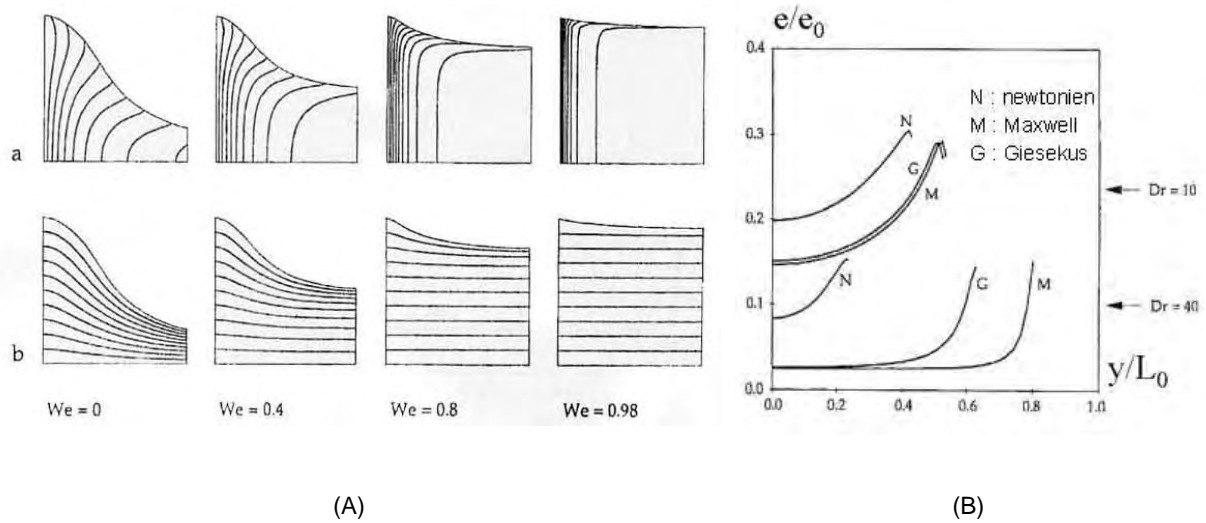 a
b
We = 0
We = 0.4
We = 0.8
We = 0.98
(A)
e/e0
0.4
0.3
0.2
0.1
0.0
N : newtonien
M : Maxwell
G : Giesekus
N
G
M
N
G
M
Dr = 10
Dr = 40
y/L0
0.0
0.2
0.4
0.6
0.8
1.0
(B)